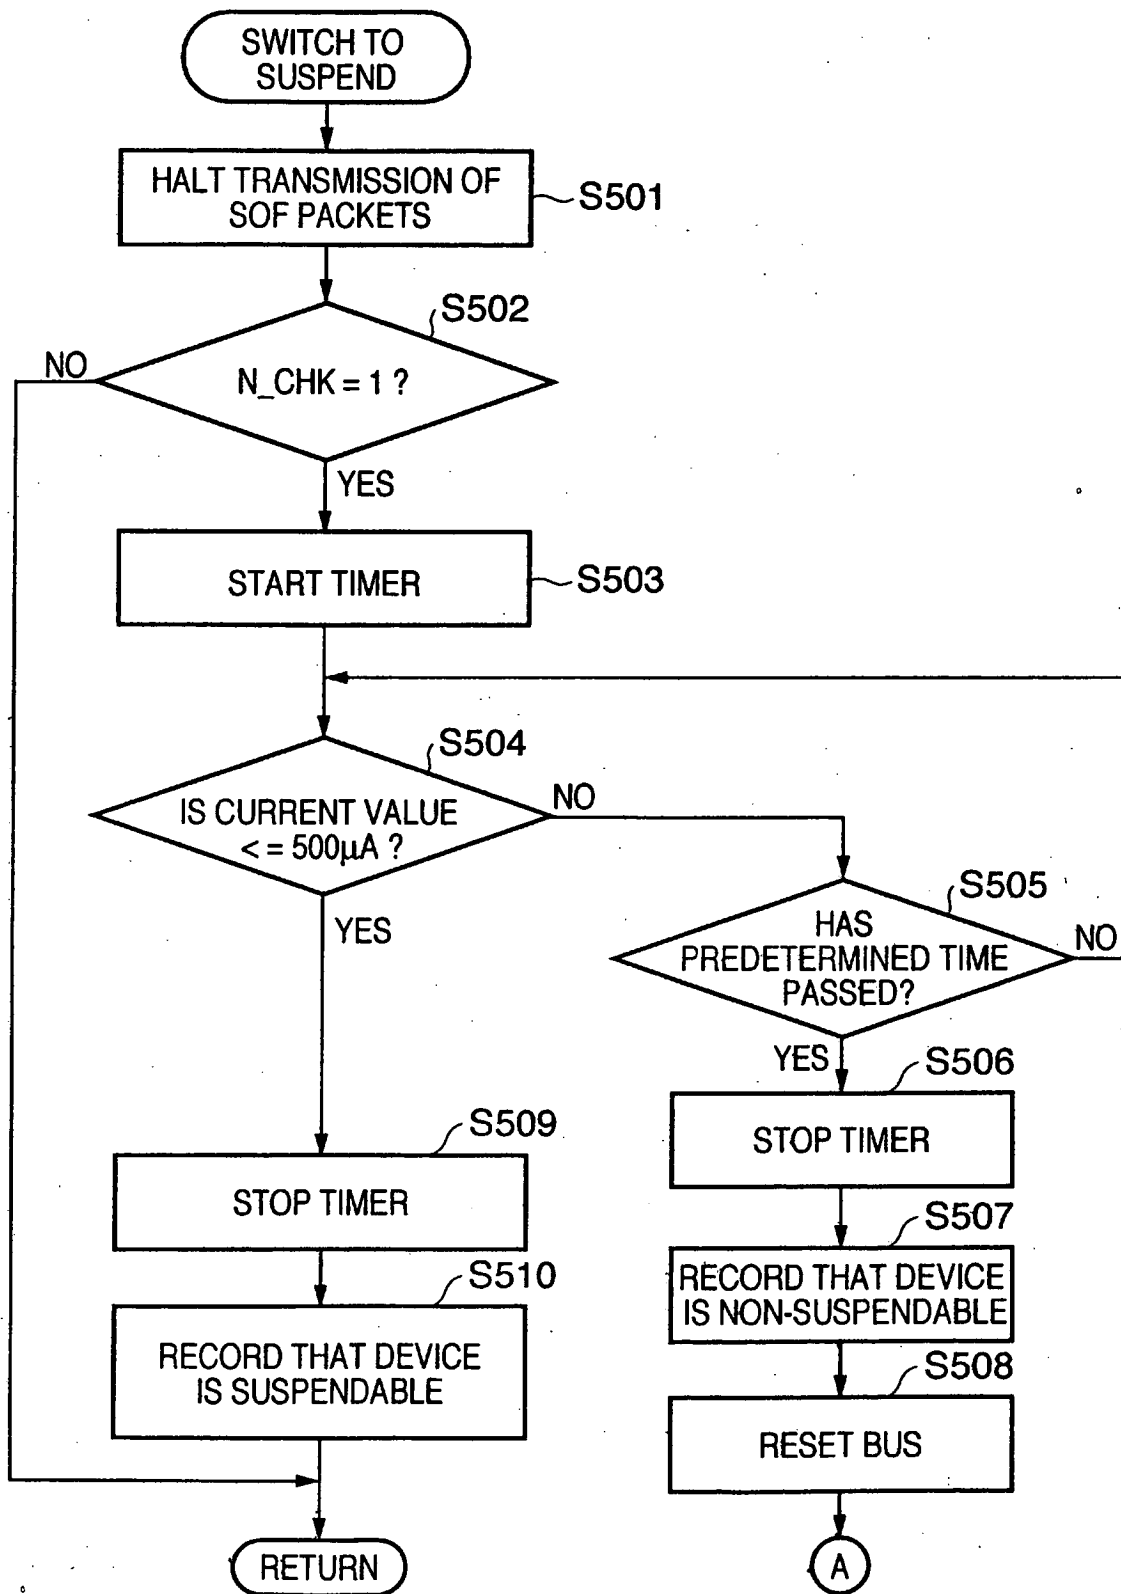 SWITCH TO
SUSPEND
HALT TRANSMISSION OF
SOF PACKETS
S501
S502
NO
N_CHK = 1 ?
YES
START TIMER
S503
S504
IS CURRENT VALUE
< = 500µA ?
NO
YES
S505
HAS
PREDETERMINED TIME
PASSED?
NO
YES
S506
STOP TIMER
S507
RECORD THAT DEVICE
IS NON-SUSPENDABLE
S508
RESET BUS
A
S509
STOP TIMER
S510
RECORD THAT DEVICE
IS SUSPENDABLE
RETURN